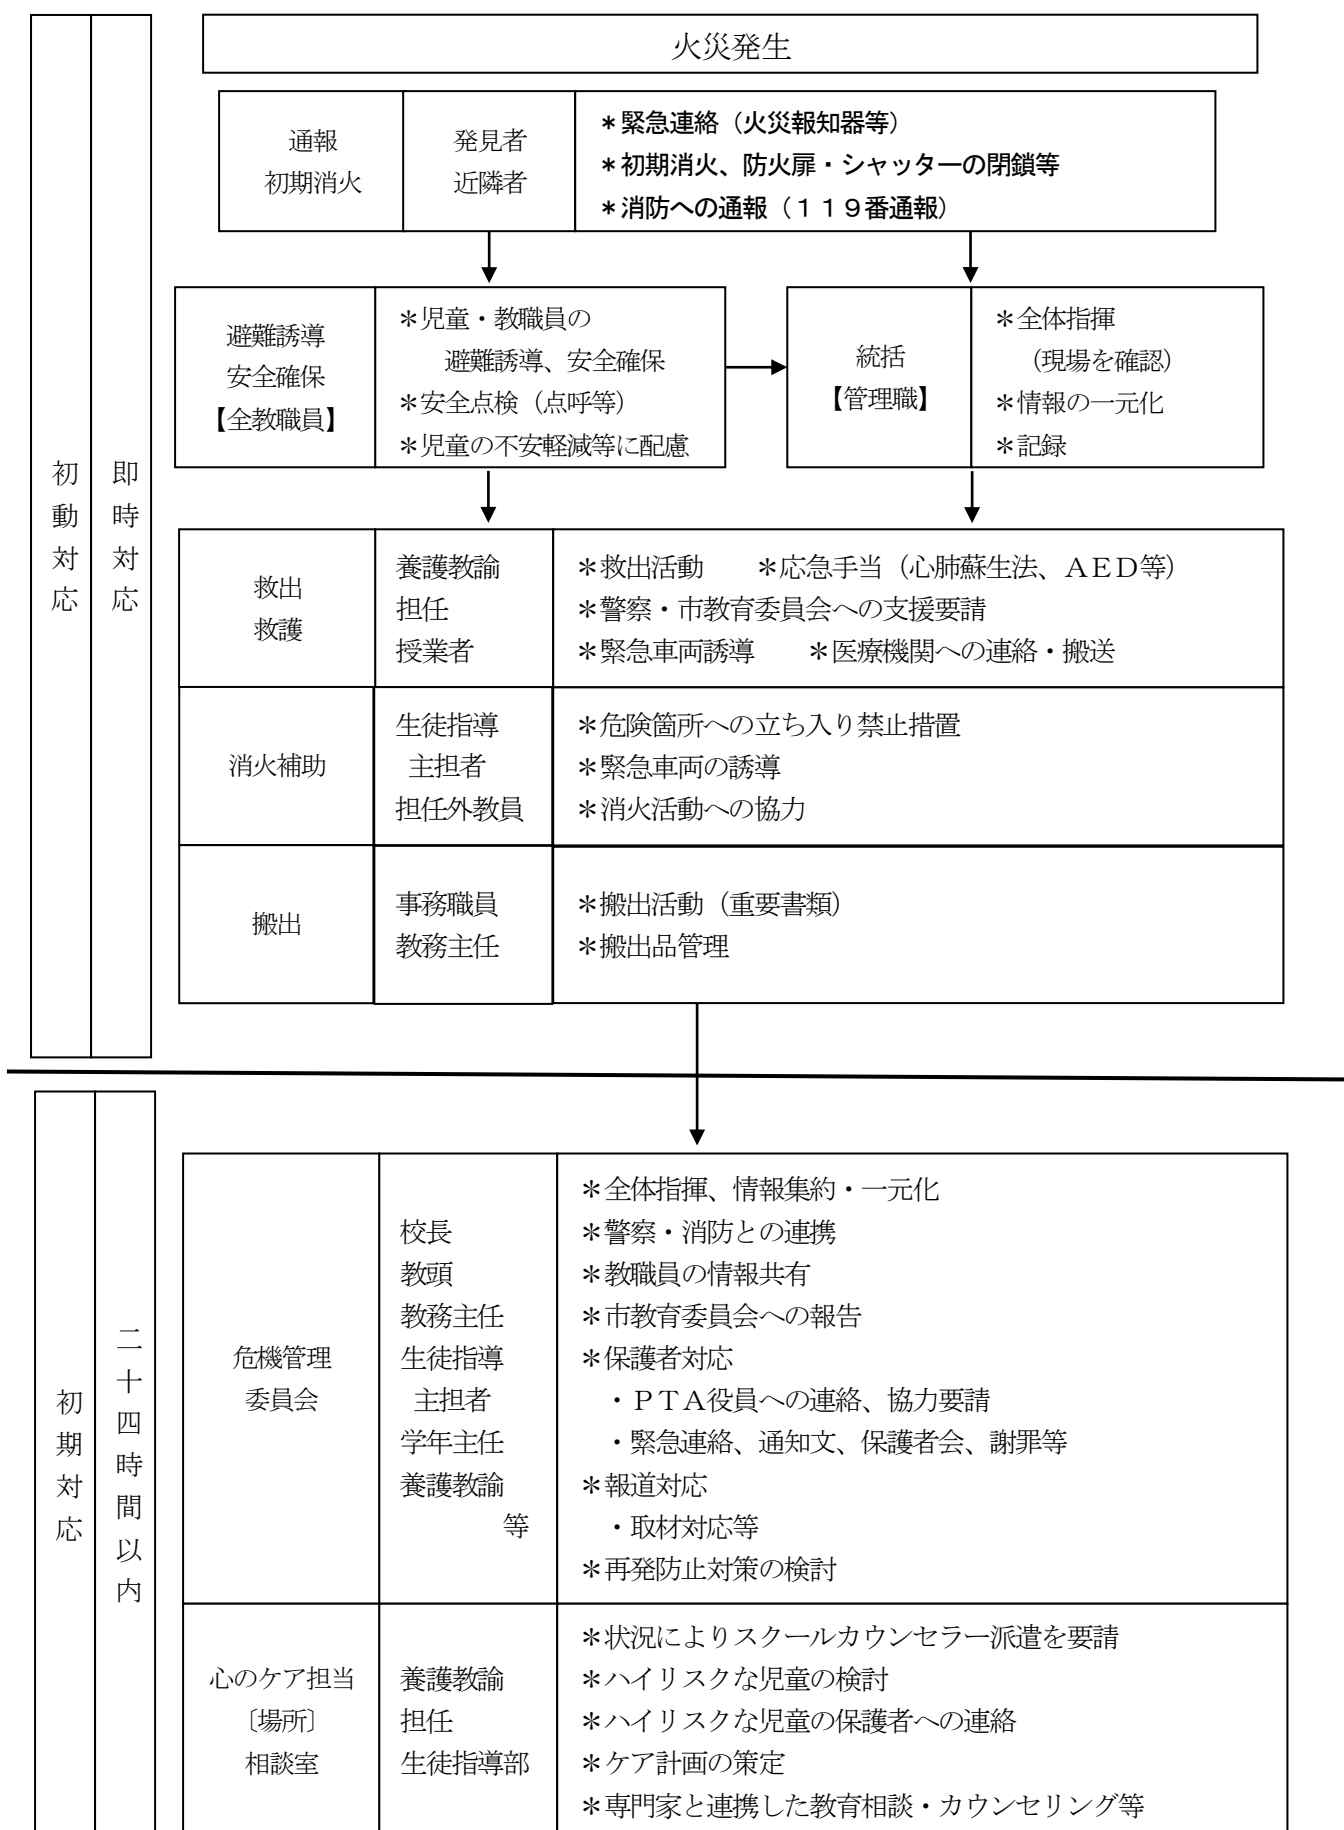 火災発生
通報
初期消火
発見者
近隣者
＊緊急連絡（火災報知器等）
＊初期消火、防火扉・シャッターの閉鎖等
＊消防への通報（１１９番通報）
避難誘導
安全確保
【全教職員】
＊児童・教職員の
避難誘導、安全確保
＊安全点検（点呼等）
＊児童の不安軽減等に配慮
統括
【管理職】
＊全体指揮
（現場を確認）
＊情報の一元化
＊記録
初動対応
即時対応
救出
救護
養護教諭
担任
授業者
＊救出活動　　＊応急手当（心肺蘇生法、ＡＥＤ等）
＊警察・市教育委員会への支援要請
＊緊急車両誘導　　＊医療機関への連絡・搬送
消火補助
生徒指導
主担者
担任外教員
＊危険箇所への立ち入り禁止措置
＊緊急車両の誘導
＊消火活動への協力
搬出
事務職員
教務主任
＊搬出活動（重要書類）
＊搬出品管理
初期対応
二十四時間以内
危機管理
委員会
校長
教頭
教務主任
生徒指導
主担者
学年主任
養護教諭
等
＊全体指揮、情報集約・一元化
＊警察・消防との連携
＊教職員の情報共有
＊市教育委員会への報告
＊保護者対応
・ＰＴＡ役員への連絡、協力要請
・緊急連絡、通知文、保護者会、謝罪等
＊報道対応
・取材対応等
＊再発防止対策の検討
心のケア担当
〔場所〕
相談室
養護教諭
担任
生徒指導部
＊状況によりスクールカウンセラー派遣を要請
＊ハイリスクな児童の検討
＊ハイリスクな児童の保護者への連絡
＊ケア計画の策定
＊専門家と連携した教育相談・カウンセリング等